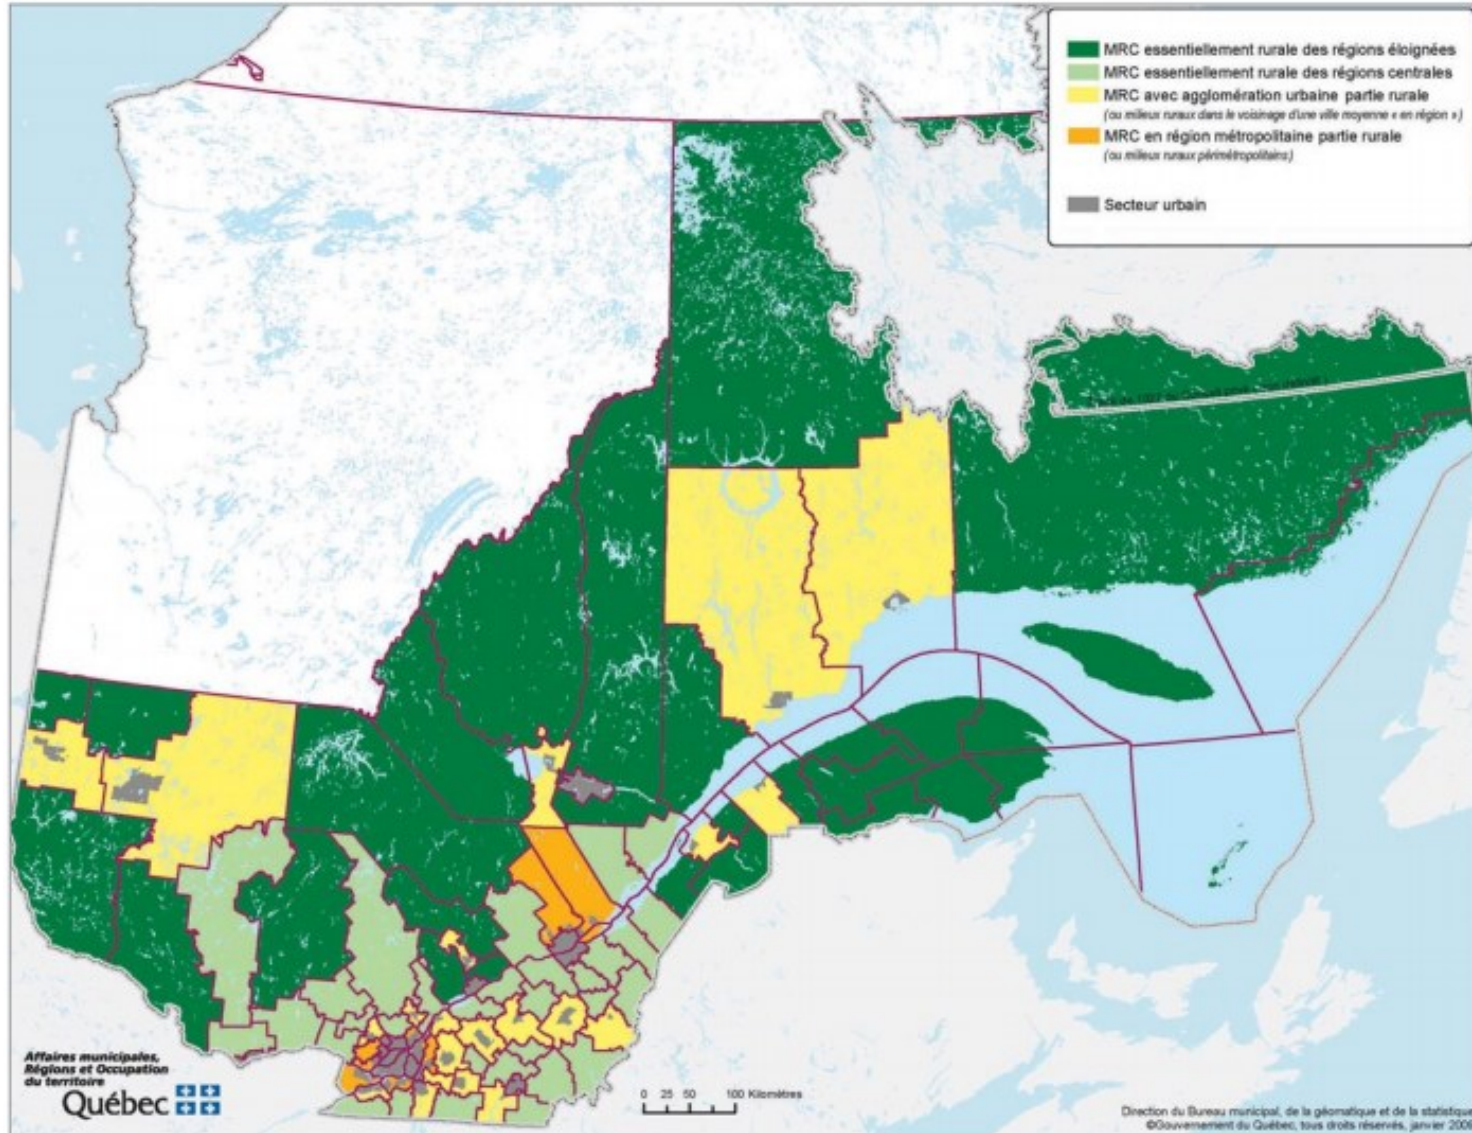 MRC essentiellement rurale des régions éloignées
MRC essentiellement rurale des régions centrales
MRC avec agglomération urbaine partie rurale
(ou milieux ruraux dans le voisinage d'une ville moyenne « en région »)
MRC en région métropolitaine partie rurale
(ou milieux ruraux périmétropolitains)
Secteur urbain
Affaires municipales,
Régions et Occupation
du territoire
Québec
0 25 50 100 Kilomètres
Direction du Bureau municipal, de la géomatique et de la statistique
©Gouvernement du Québec, tous droits réservés, janvier